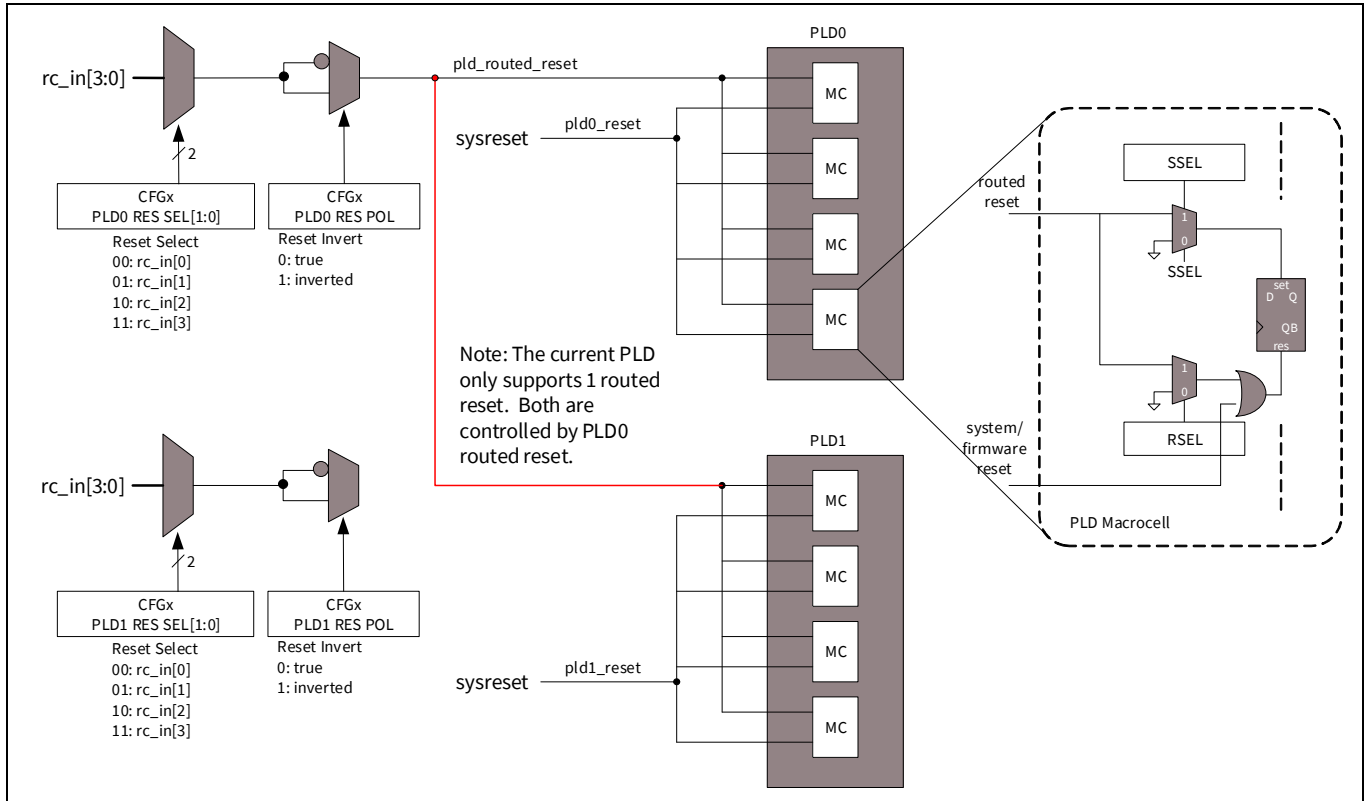 rc_in[3:0]
2
CFGx
PLD0 RES SEL[1:0]
Reset Select
00: rc_in[0]
01: rc_in[1]
10: rc_in[2]
11: rc_in[3]
CFGx
PLD0 RES POL
Reset Invert
0: true
1: inverted
pld_routed_reset
sysreset
pld0_reset
PLD0
MC
MC
MC
MC
Note: The current PLD
only supports 1 routed
reset. Both are
controlled by PLD0
routed reset.
routed
reset
system/
firmware
reset
SSEL
1
0
SSEL
set
D Q
QB
res
1
0
RSEL
PLD Macrocell
rc_in[3:0]
2
CFGx
PLD1 RES SEL[1:0]
Reset Select
00: rc_in[0]
01: rc_in[1]
10: rc_in[2]
11: rc_in[3]
CFGx
PLD1 RES POL
Reset Invert
0: true
1: inverted
sysreset
pld1_reset
PLD1
MC
MC
MC
MC